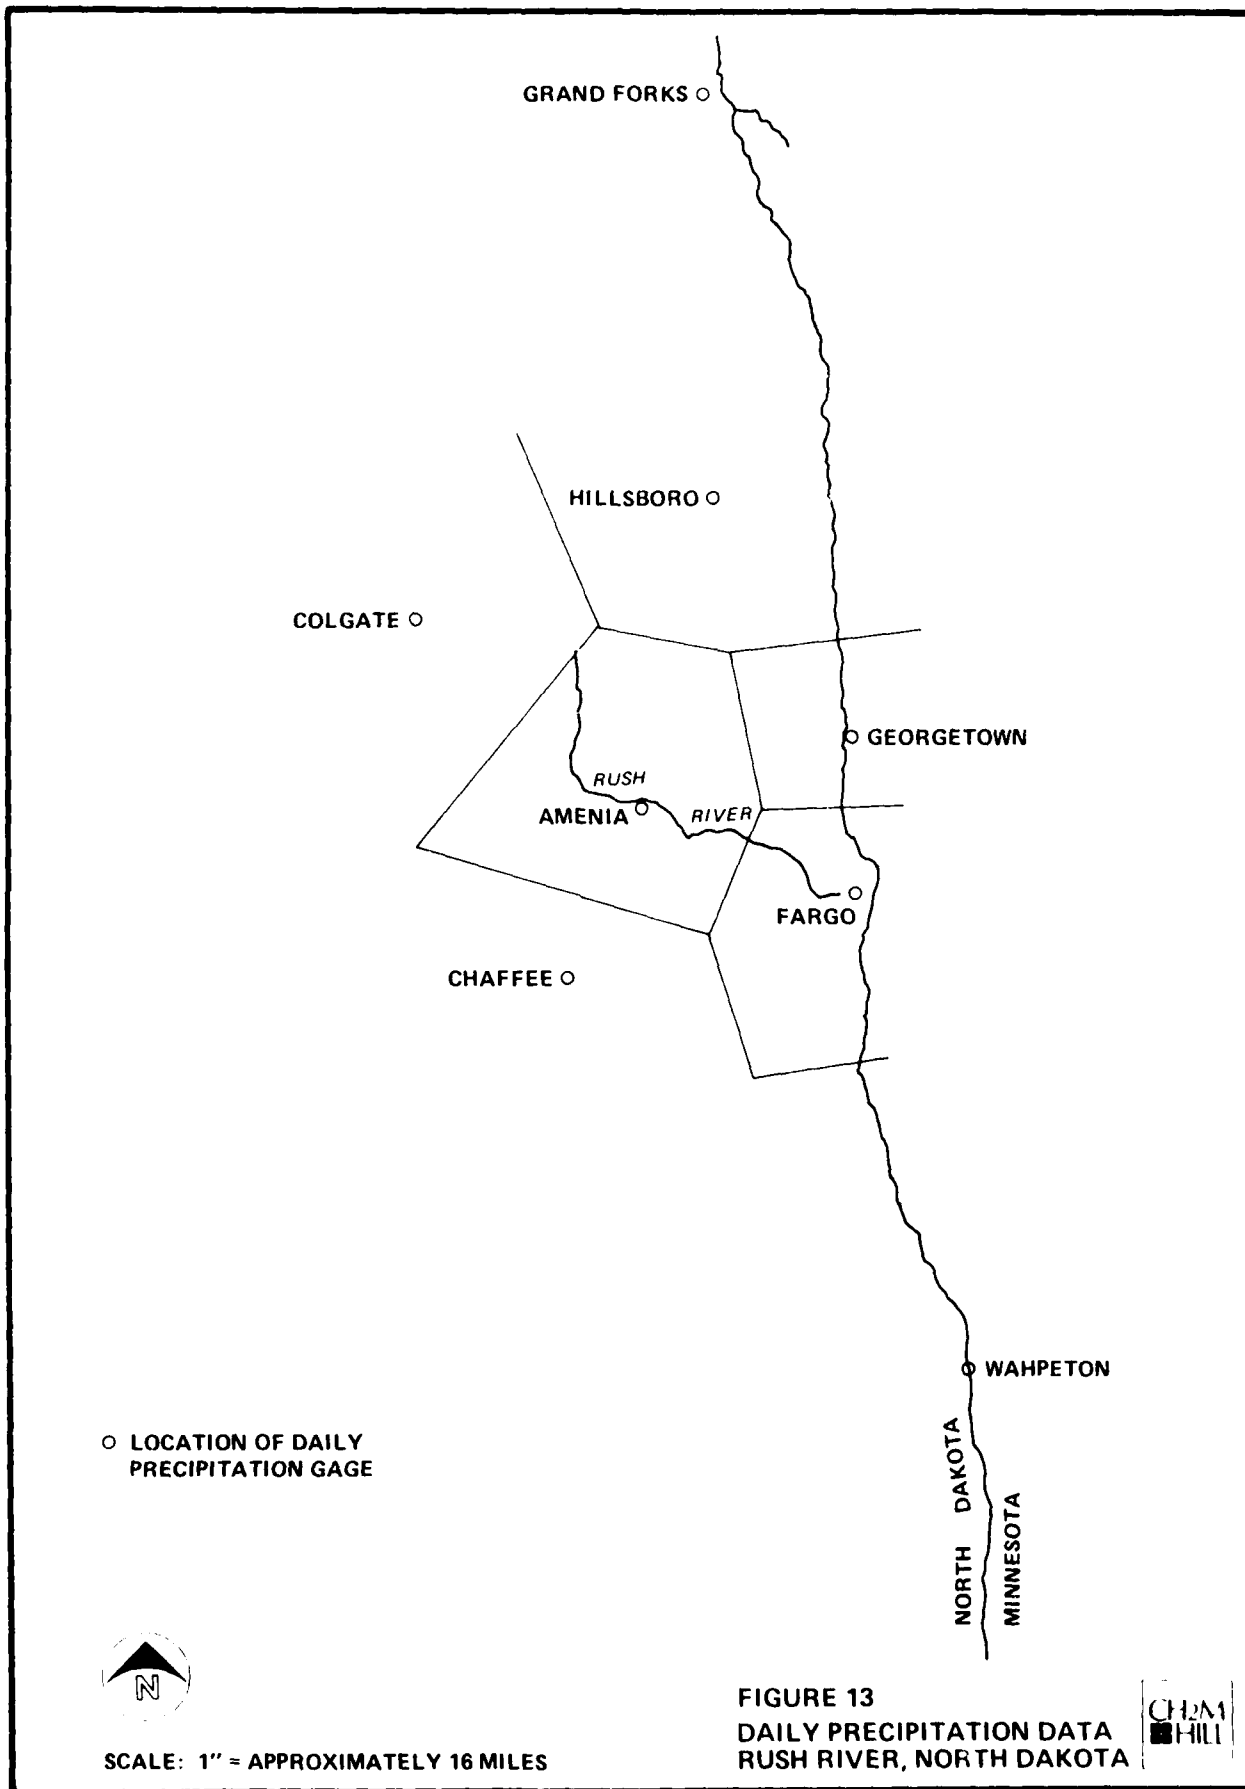 GRAND FORKS
HILLSBORO
COLGATE
GEORGETOWN
RUSH
AMENIA
RIVER
FARGO
CHAFFEE
WAHPETON
LOCATION OF DAILY
PRECIPITATION GAGE
NORTH DAKOTA
MINNESOTA
N
FIGURE 13
DAILY PRECIPITATION DATA
RUSH RIVER, NORTH DAKOTA
CH2M
HILL
SCALE: 1" = APPROXIMATELY 16 MILES